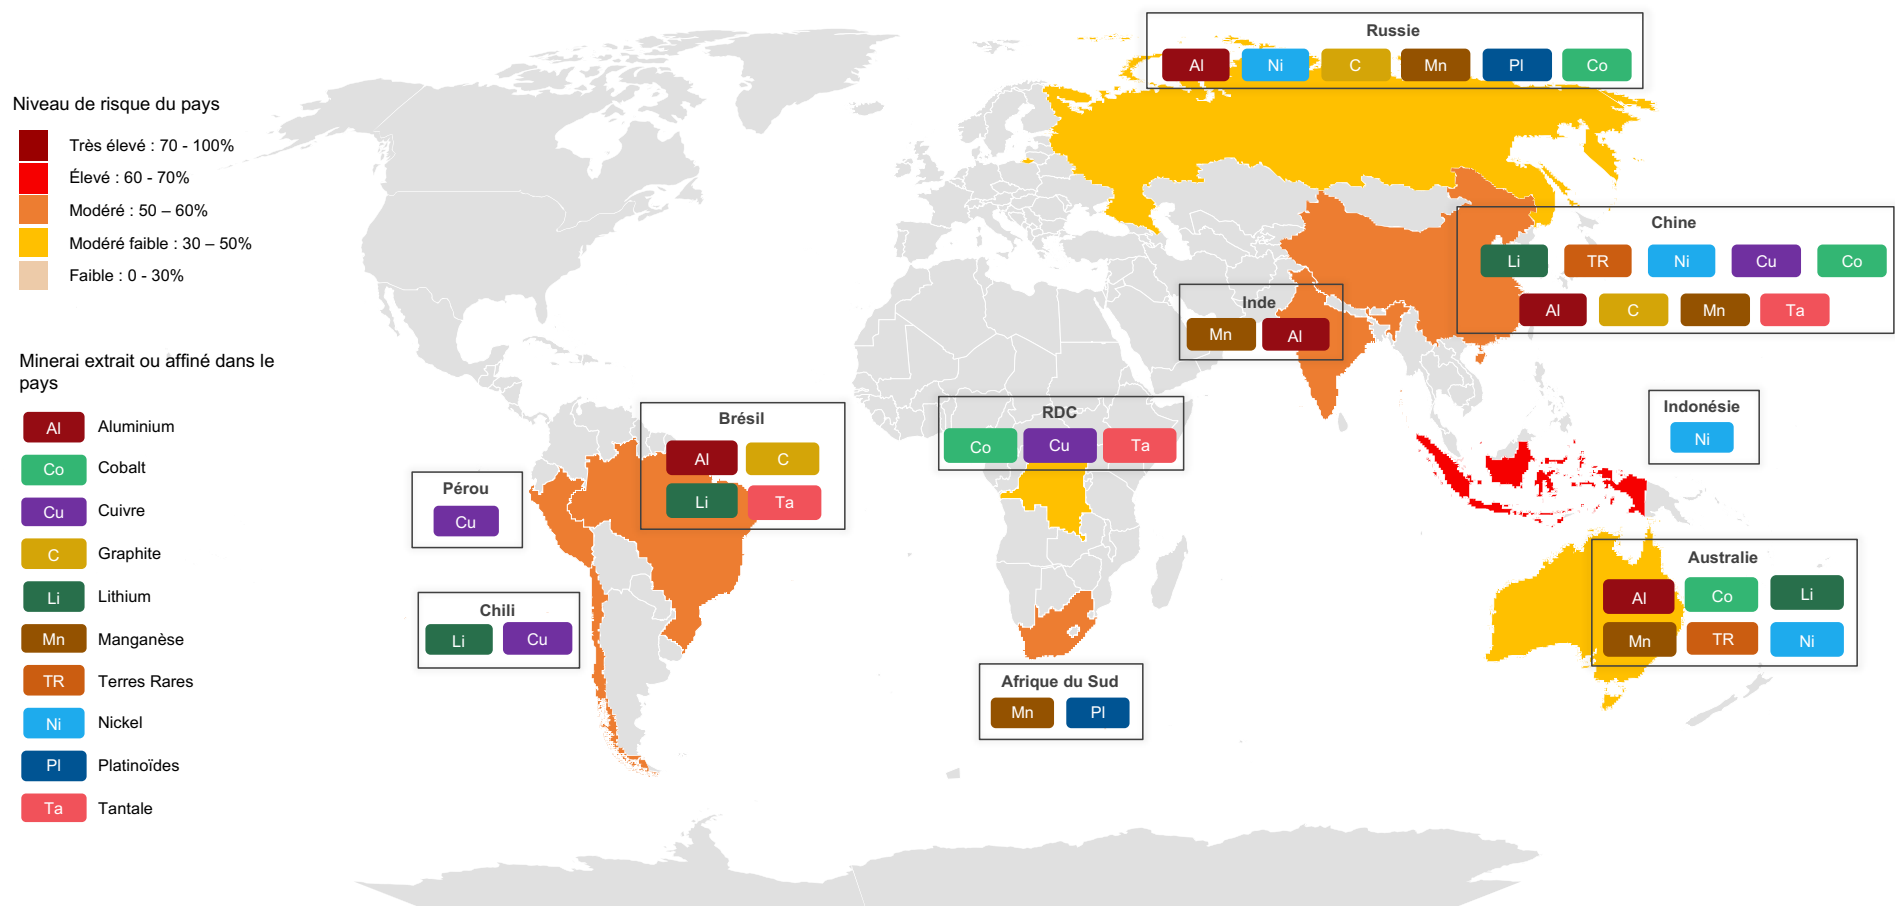 Niveau de risque du pays
Très élevé : 70 - 100%
Élevé : 60 - 70%
Modéré : 50 – 60%
Modéré faible : 30 – 50%
Faible : 0 - 30%
Minerai extrait ou affiné dans le
pays
Al Aluminium
Co Cobalt
Cu Cuivre
C Graphite
Li Lithium
Mn Manganèse
TR Terres Rares
Ni Nickel
Pl Platinoïdes
Ta Tantale
Russie
Al Ni C Mn Pl Co
Chine
Li TR Ni Cu Co
Al C Mn Ta
Inde
Mn Al
Brésil
Al C
Li Ta
RDC
Co Cu Ta
Indonésie
Ni
Pérou
Cu
Chili
Li Cu
Australie
Al Co Li
Mn TR Ni
Afrique du Sud
Mn Pl